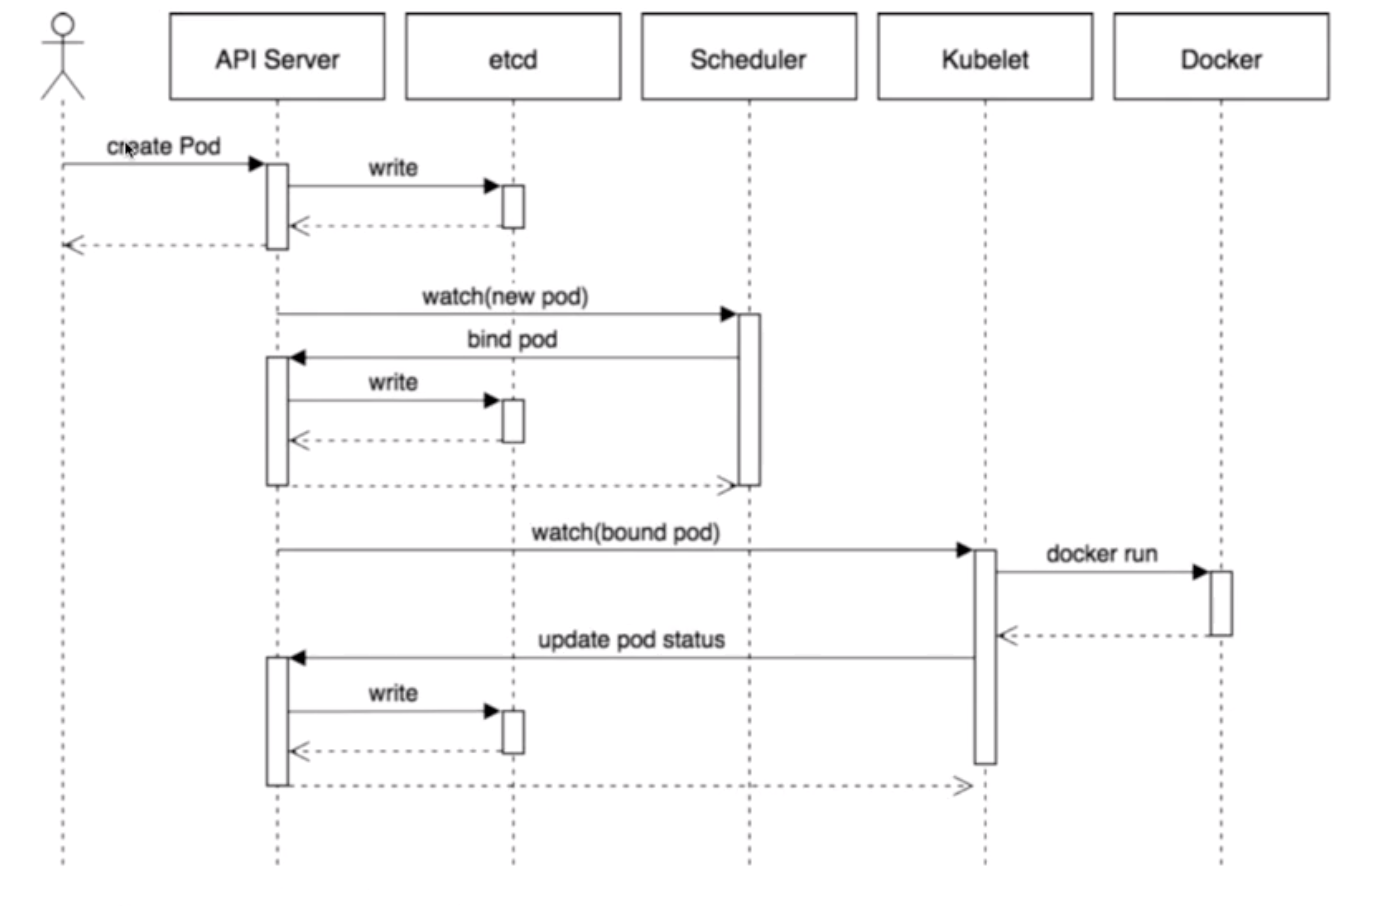 API Server
etcd
Scheduler
Kubelet
Docker
create Pod
write
watch(new pod)
bind pod
write
watch(bound pod)
docker run
update pod status
write